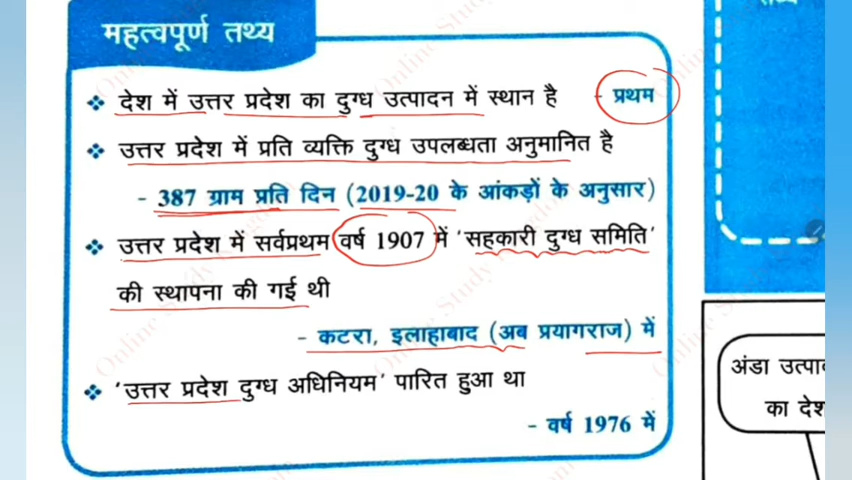 महत्वपूर्ण तथ्य
देश में उत्तर प्रदेश का दुग्ध उत्पादन में स्थान है - प्रथम
उत्तर प्रदेश में प्रति व्यक्ति दुग्ध उपलब्धता अनुमानित है
- 387 ग्राम प्रति दिन (2019-20 के आंकड़ों के अनुसार)
उत्तर प्रदेश में सर्वप्रथम वर्ष 1907 में 'सहकारी दुग्ध समिति'
की स्थापना की गई थी
- कटरा, इलाहाबाद (अब प्रयागराज) में
'उत्तर प्रदेश दुग्ध अधिनियम' पारित हुआ था
- वर्ष 1976 में
अंडा उत्पा
का देश